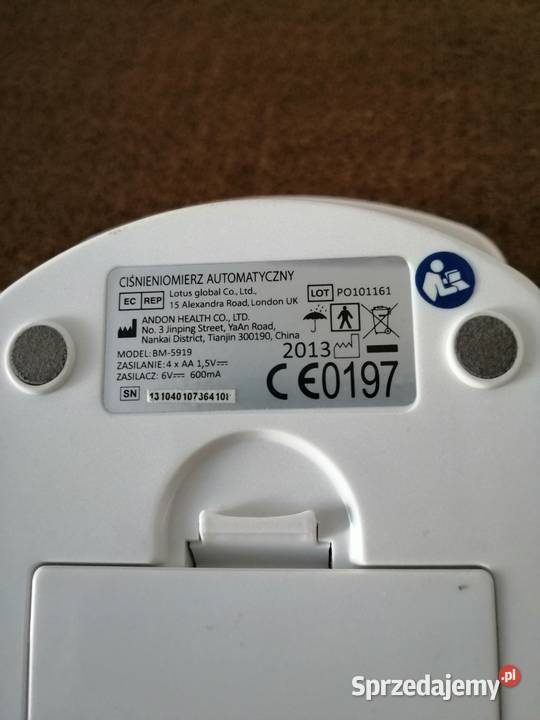 CIŚNIENIOMIERZ AUTOMATYCZNY
EC REP Lotus global Co., Ltd.,
15 Alexandra Road, London UK
LOT PO101161
ANDON HEALTH CO., LTD.
No. 3 Jinping Street, YaAn Road,
Nankai District, Tianjin 300190, China
MODEL: BM-5919
ZASILANIE: 4 x AA 1,5V
ZASILACZ: 6V 600mA
2013
CE0197
SN 131040107364101
Sprzedajemy.pl